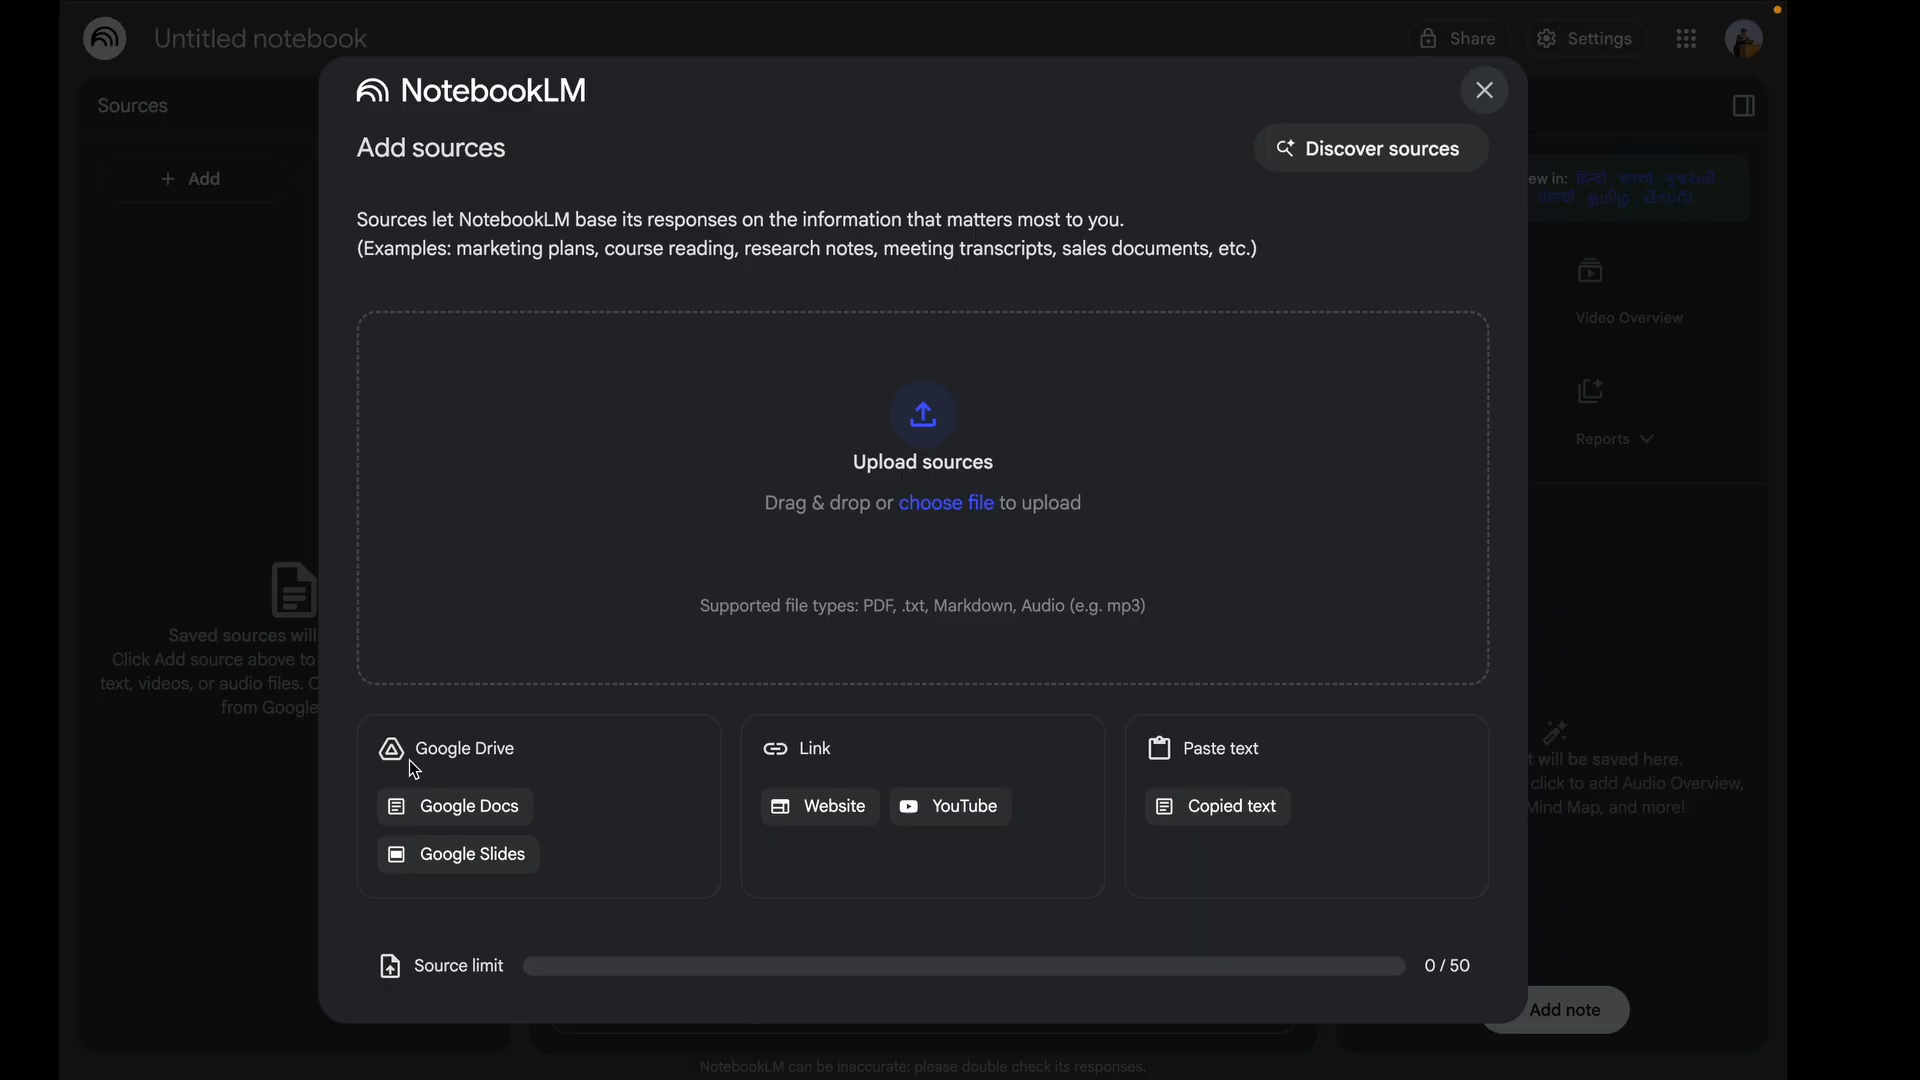 Untitled notebook
Share
Settings
NotebookLM
Sources
Add sources
Discover sources
Add
ew in: हिन्दी বাংলা ગુજરાતી
Sources let NotebookLM base its responses on the information that matters most to you.
(Examples: marketing plans, course reading, research notes, meeting transcripts, sales documents, etc.)
Video Overview
Reports
Upload sources
Drag & drop or choose file to upload
Supported file types: PDF, .txt, Markdown, Audio (e.g. mp3)
Saved sources will
Click Add source above to
text, videos, or audio files. C
from Google
Google Drive
Google Docs
Google Slides
Link
Website
YouTube
Paste text
Copied text
t will be saved here.
click to add Audio Overview,
Mind Map, and more!
Source limit
0 / 50
Add note
NotebookLM can be inaccurate; please double check its responses.